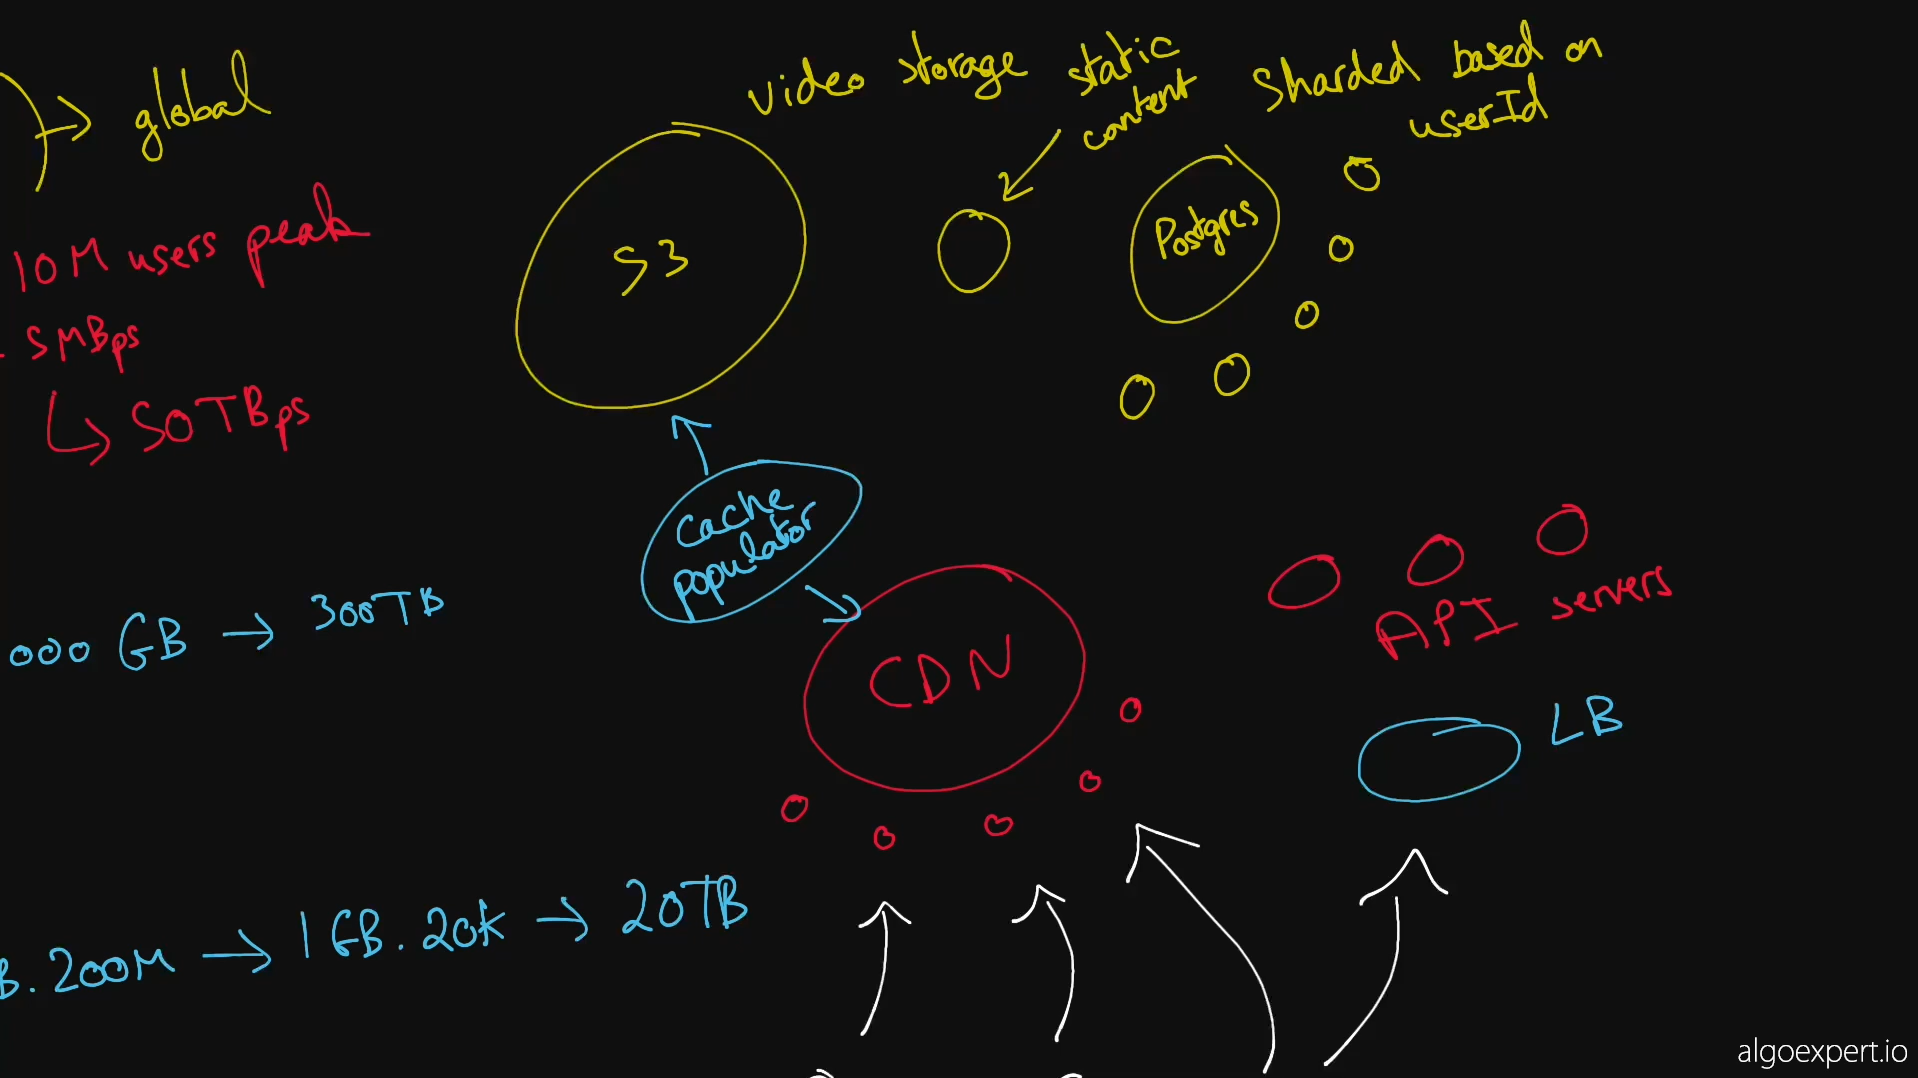 global
10M users peak
5MBps
50TBps
000 GB → 300TB
B. 200M → 1GB. 20K → 20TB
video storage
static
content
Sharded based on
userId
S3
Postgres
cache
populator
CDN
API servers
LB
algoexpert.io